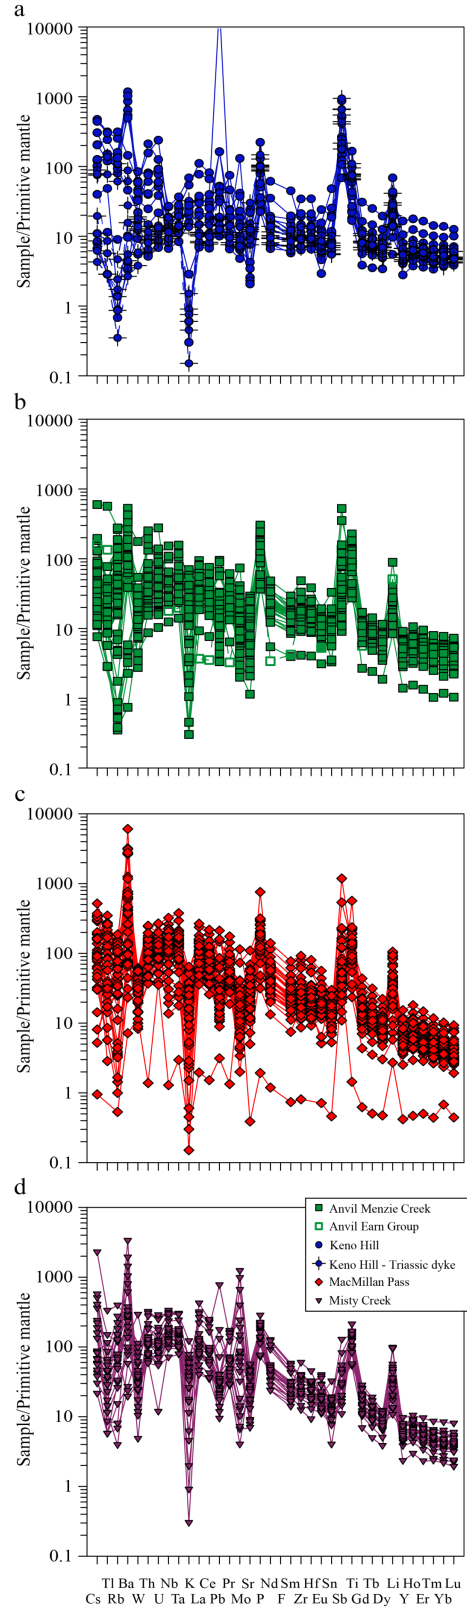 a
10000
1000
100
10
1
0.1
Sample/Primitive mantle
b
10000
1000
100
10
1
0.1
Sample/Primitive mantle
c
10000
1000
100
10
1
0.1
Sample/Primitive mantle
d
10000
1000
100
10
1
0.1
Sample/Primitive mantle
Anvil Menzie Creek
Anvil Earn Group
Keno Hill
Keno Hill - Triassic dyke
MacMillan Pass
Misty Creek
Tl Ba Th Nb K Ce Pr Sr Nd Sm Hf Sn Ti Tb Li Ho Tm Lu
Cs Rb W U Ta La Pb Mo P F Zr Eu Sb Gd Dy Y Er Yb